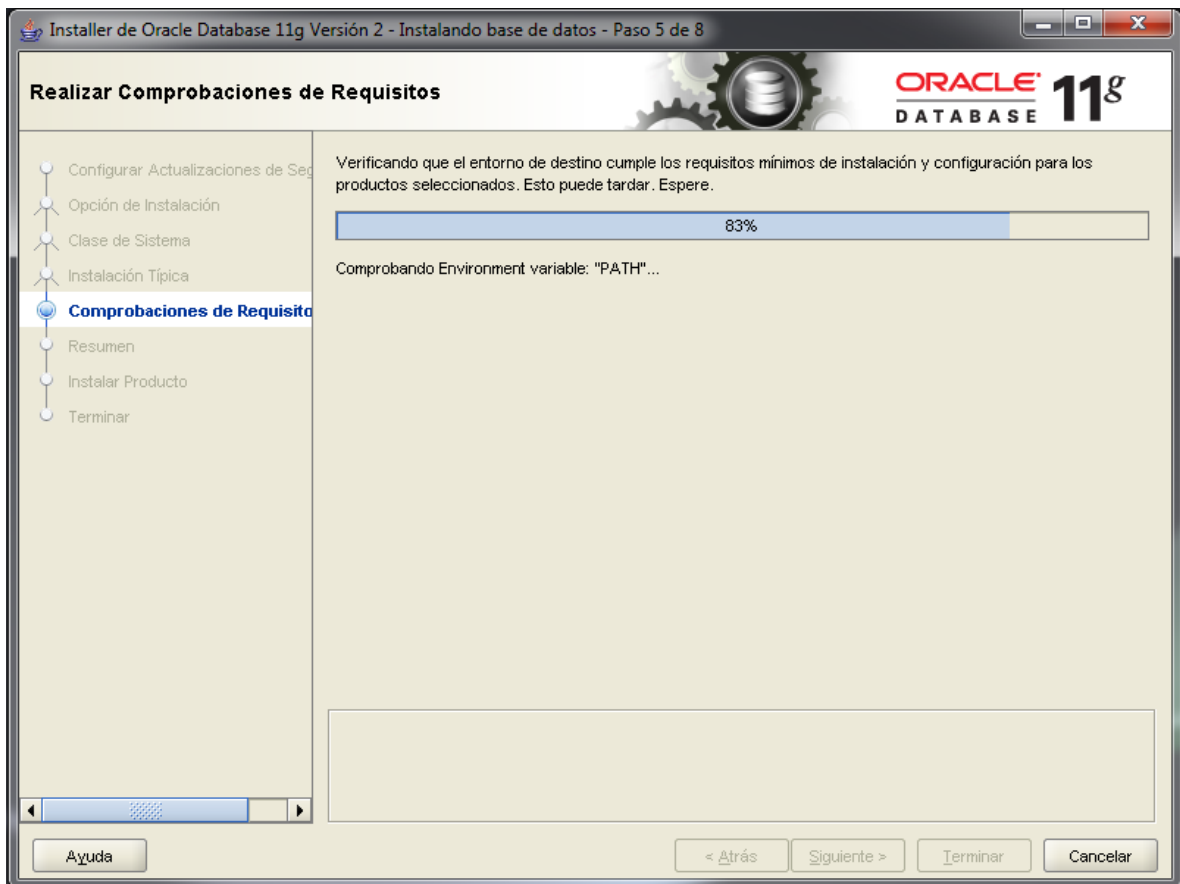 Installer de Oracle Database 11g Versión 2 - Instalando base de datos - Paso 5 de 8
Realizar Comprobaciones de Requisitos
ORACLE
DATABASE
11g
Configurar Actualizaciones de Seg
Opción de Instalación
Clase de Sistema
Instalación Típica
Comprobaciones de Requisito
Resumen
Instalar Producto
Terminar
Verificando que el entorno de destino cumple los requisitos mínimos de instalación y configuración para los
productos seleccionados. Esto puede tardar. Espere.
83%
Comprobando Environment variable: "PATH"...
Ayuda
< Atrás
Siguiente >
Terminar
Cancelar